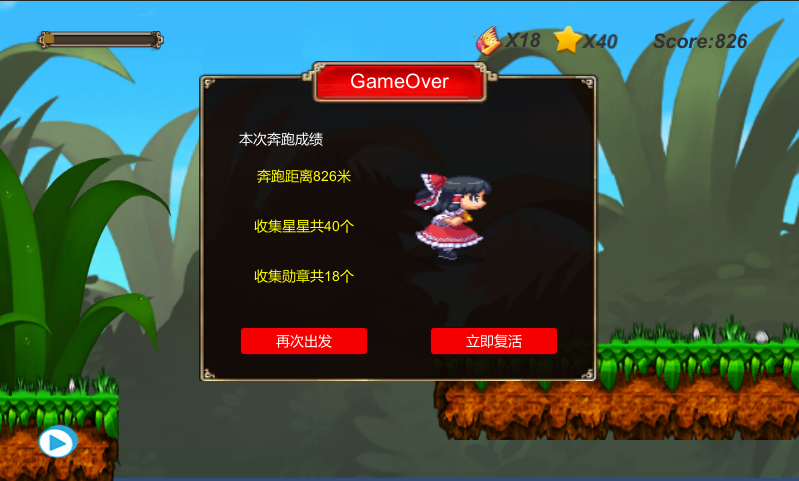 X18 X40 Score:826
GameOver
本次奔跑成绩
奔跑距离826米
收集星星共40个
收集勋章共18个
再次出发 立即复活